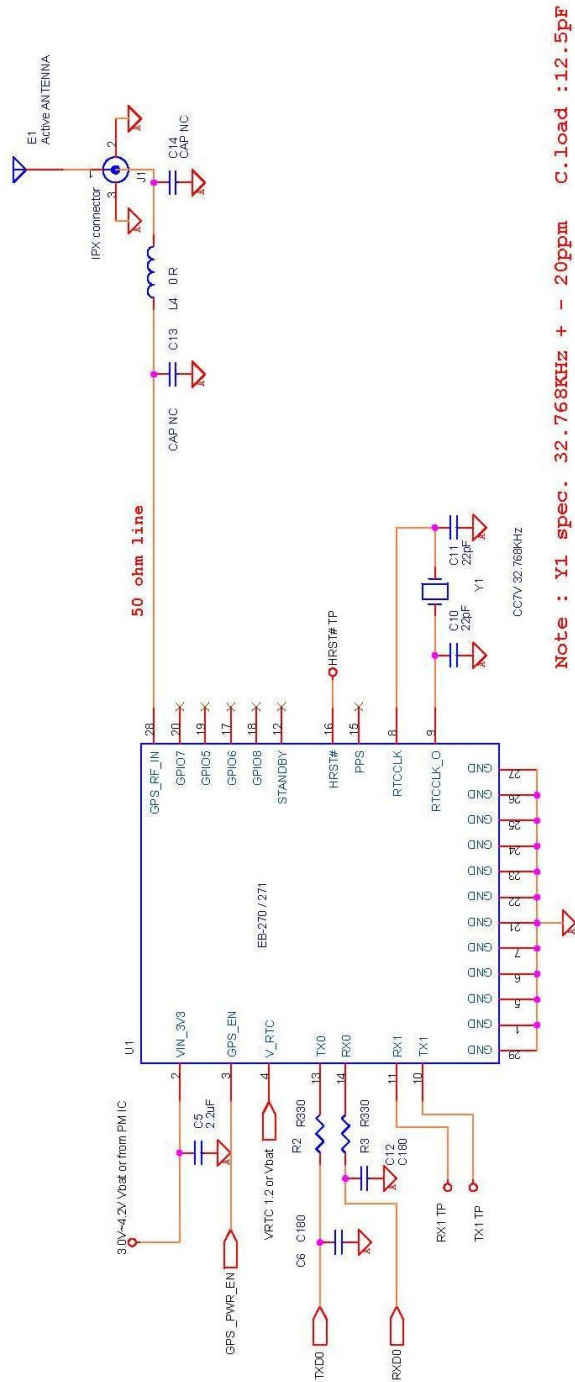 E1
Active ANTENNA
1
2
3
IPX connector
J1
C14
CAP NC
L4 0 R
C13
CAP NC
50 ohm line
3.0V~4.2V Vbat or from PM IC
C5
2.2uF
GPS_PWR_EN
VRTC 1.2 or Vbat
C6 C180
TXD0
RXD0
R2 R330
R3 R330
C12
C180
RX1 TP
TX1 TP
U1
EB-270 / 271
2 VIN_3V3
3 GPS_EN
4 V_RTC
13 TX0
14 RX0
11 RX1
10 TX1
GPS_RF_IN 28
GPIO7 20
GPIO5 19
GPIO6 17
GPIO8 18
STANDBY 12
HRST# 16
PPS 15
RTCCLK 8
RTCCLK_O 9
HRST# TP
C10
22pF
C11
22pF
Y1
CC7V 32.768KHz
GND GND GND GND GND GND GND GND GND GND GND GND
29 1 5 6 7 21 22 23 24 25 26 27
Note : Y1 spec. 32.768KHz + - 20ppm C.load :12.5pF